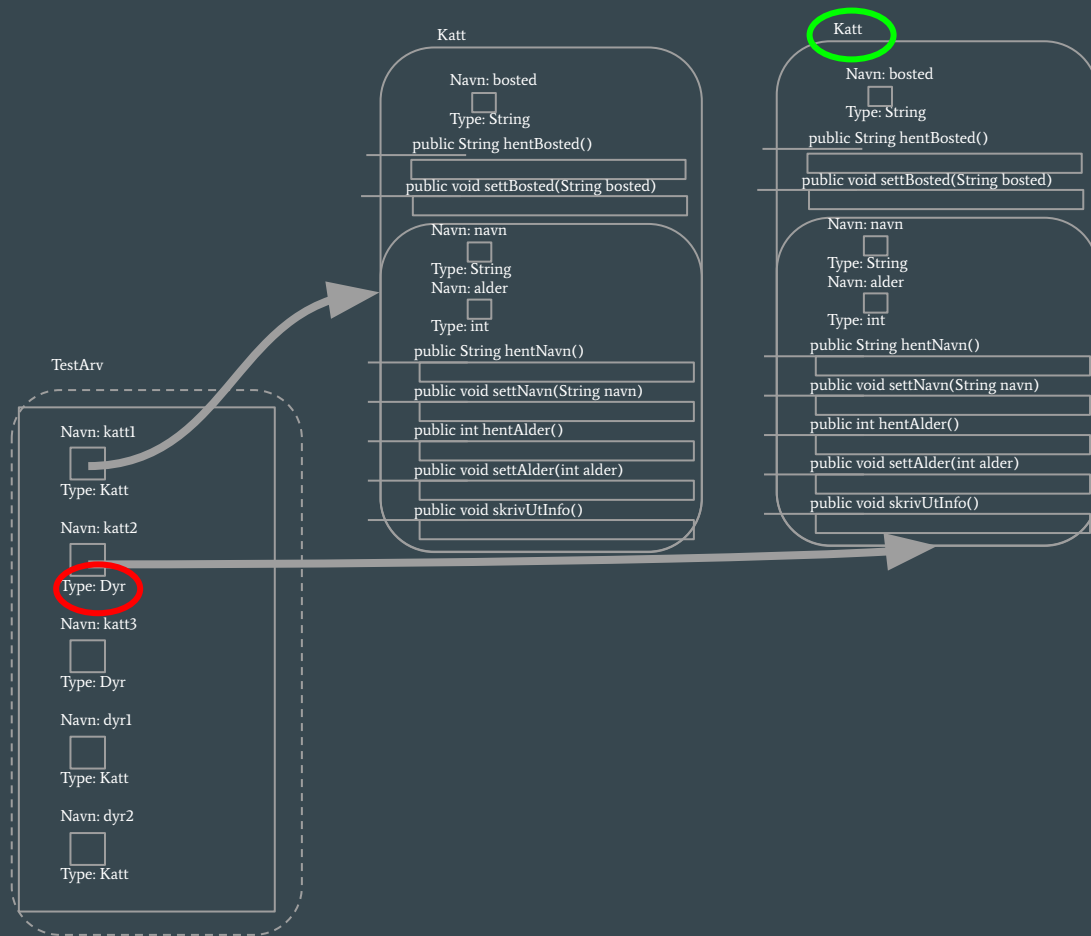 Katt
Navn: bosted
Type: String
public String hentBosted()
public void settBosted(String bosted)
Navn: navn
Type: String
Navn: alder
Type: int
public String hentNavn()
public void settNavn(String navn)
public int hentAlder()
public void settAlder(int alder)
public void skrivUtInfo()
Katt
Navn: bosted
Type: String
public String hentBosted()
public void settBosted(String bosted)
Navn: navn
Type: String
Navn: alder
Type: int
public String hentNavn()
public void settNavn(String navn)
public int hentAlder()
public void settAlder(int alder)
public void skrivUtInfo()
TestArv
Navn: katt1
Type: Katt
Navn: katt2
Type: Dyr
Navn: katt3
Type: Dyr
Navn: dyr1
Type: Katt
Navn: dyr2
Type: Katt